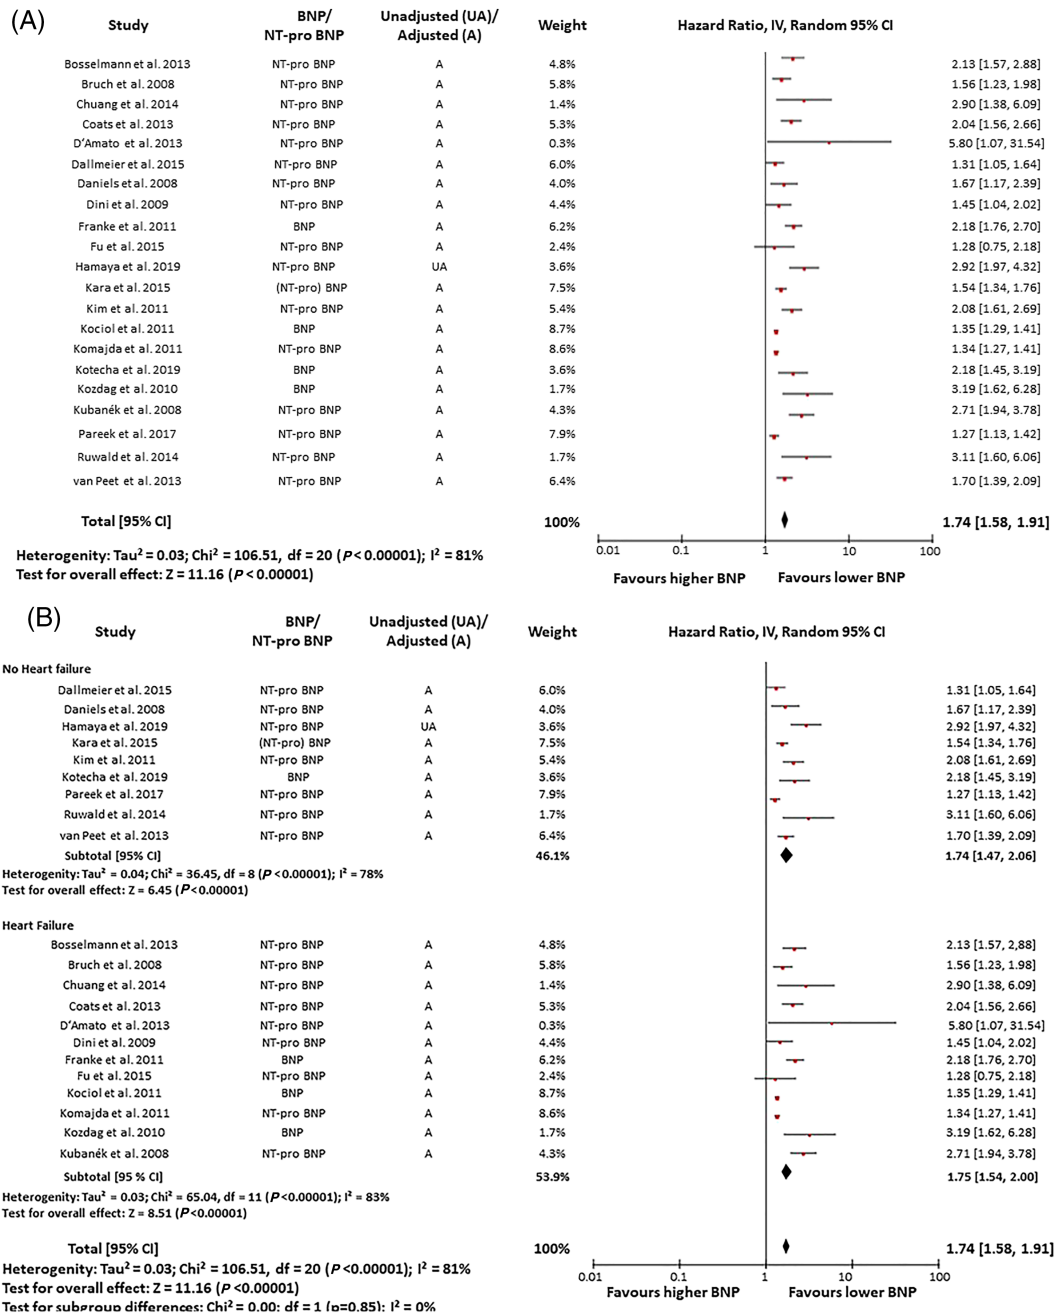 (A)
Study BNP/ NT-pro BNP Unadjusted (UA)/ Adjusted (A) Weight Hazard Ratio, IV, Random 95% CI
Bosselmann et al. 2013 NT-pro BNP A 4.8% 2.13 [1.57, 2.88]
Bruch et al. 2008 NT-pro BNP A 5.8% 1.56 [1.23, 1.98]
Chuang et al. 2014 NT-pro BNP A 1.4% 2.90 [1.38, 6.09]
Coats et al. 2013 NT-pro BNP A 5.3% 2.04 [1.56, 2.66]
D'Amato et al. 2013 NT-pro BNP A 0.3% 5.80 [1.07, 31.54]
Dallmeier et al. 2015 NT-pro BNP A 6.0% 1.31 [1.05, 1.64]
Daniels et al. 2008 NT-pro BNP A 4.0% 1.67 [1.17, 2.39]
Dini et al. 2009 NT-pro BNP A 4.4% 1.45 [1.04, 2.02]
Franke et al. 2011 BNP A 6.2% 2.18 [1.76, 2.70]
Fu et al. 2015 NT-pro BNP A 2.4% 1.28 [0.75, 2.18]
Hamaya et al. 2019 NT-pro BNP UA 3.6% 2.92 [1.97, 4.32]
Kara et al. 2015 (NT-pro) BNP A 7.5% 1.54 [1.34, 1.76]
Kim et al. 2011 NT-pro BNP A 5.4% 2.08 [1.61, 2.69]
Kociol et al. 2011 BNP A 8.7% 1.35 [1.29, 1.41]
Komajda et al. 2011 NT-pro BNP A 8.6% 1.34 [1.27, 1.41]
Kotecha et al. 2019 BNP A 3.6% 2.18 [1.45, 3.19]
Kozdag et al. 2010 BNP A 1.7% 3.19 [1.62, 6.28]
Kubanék et al. 2008 NT-pro BNP A 4.3% 2.71 [1.94, 3.78]
Pareek et al. 2017 NT-pro BNP A 7.9% 1.27 [1.13, 1.42]
Ruwald et al. 2014 NT-pro BNP A 1.7% 3.11 [1.60, 6.06]
van Peet et al. 2013 NT-pro BNP A 6.4% 1.70 [1.39, 2.09]
Total [95% CI] 100% 1.74 [1.58, 1.91]
Heterogenity: Tau² = 0.03; Chi² = 106.51, df = 20 (P < 0.00001); I² = 81%
Test for overall effect: Z = 11.16 (P < 0.00001)
0.01 0.1 1 10 100
Favours higher BNP Favours lower BNP
(B)
Study BNP/ NT-pro BNP Unadjusted (UA)/ Adjusted (A) Weight Hazard Ratio, IV, Random 95% CI
No Heart failure
Dallmeier et al. 2015 NT-pro BNP A 6.0% 1.31 [1.05, 1.64]
Daniels et al. 2008 NT-pro BNP A 4.0% 1.67 [1.17, 2.39]
Hamaya et al. 2019 NT-pro BNP UA 3.6% 2.92 [1.97, 4.32]
Kara et al. 2015 (NT-pro) BNP A 7.5% 1.54 [1.34, 1.76]
Kim et al. 2011 NT-pro BNP A 5.4% 2.08 [1.61, 2.69]
Kotecha et al. 2019 BNP A 3.6% 2.18 [1.45, 3.19]
Pareek et al. 2017 NT-pro BNP A 7.9% 1.27 [1.13, 1.42]
Ruwald et al. 2014 NT-pro BNP A 1.7% 3.11 [1.60, 6.06]
van Peet et al. 2013 NT-pro BNP A 6.4% 1.70 [1.39, 2.09]
Subtotal [95% CI] 46.1% 1.74 [1.47, 2.06]
Heterogenity: Tau² = 0.04; Chi² = 36.45, df = 8 (P <0.00001); I² = 78%
Test for overall effect: Z = 6.45 (P <0.00001)
Heart Failure
Bosselmann et al. 2013 NT-pro BNP A 4.8% 2.13 [1.57, 2,88]
Bruch et al. 2008 NT-pro BNP A 5.8% 1.56 [1.23, 1.98]
Chuang et al. 2014 NT-pro BNP A 1.4% 2.90 [1.38, 6.09]
Coats et al. 2013 NT-pro BNP A 5.3% 2.04 [1.56, 2.66]
D'Amato et al. 2013 NT-pro BNP A 0.3% 5.80 [1.07, 31.54]
Dini et al. 2009 NT-pro BNP A 4.4% 1.45 [1.04, 2.02]
Franke et al. 2011 BNP A 6.2% 2.18 [1.76, 2.70]
Fu et al. 2015 NT-pro BNP A 2.4% 1.28 [0.75, 2.18]
Kociol et al. 2011 BNP A 8.7% 1.35 [1.29, 1.41]
Komajda et al. 2011 NT-pro BNP A 8.6% 1.34 [1.27, 1.41]
Kozdag et al. 2010 BNP A 1.7% 3.19 [1.62, 6.28]
Kubanék et al. 2008 NT-pro BNP A 4.3% 2.71 [1.94, 3.78]
Subtotal [95 % CI] 53.9% 1.75 [1.54, 2.00]
Heterogenity: Tau² = 0.03; Chi² = 65.04, df = 11 (P <0.00001); I² = 83%
Test for overall effect: Z = 8.51 (P <0.00001)
Total [95% CI] 100% 1.74 [1.58, 1.91]
Heterogenity: Tau² = 0.03; Chi² = 106.51, df = 20 (P <0.00001); I² = 81%
Test for overall effect: Z = 11.16 (P <0.00001)
Test for subgroup differences: Chi² = 0.00; df = 1 (p=0.85); I² = 0%
0.01 0.1 1 10 100
Favours higher BNP Favours lower BNP